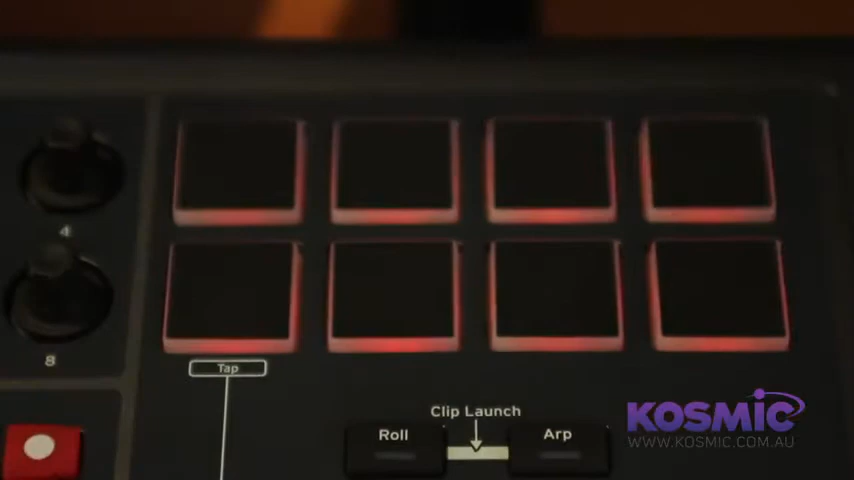 4
8
Tap
Clip Launch
Roll
Arp
KOSMIC
WWW.KOSMIC.COM.AU